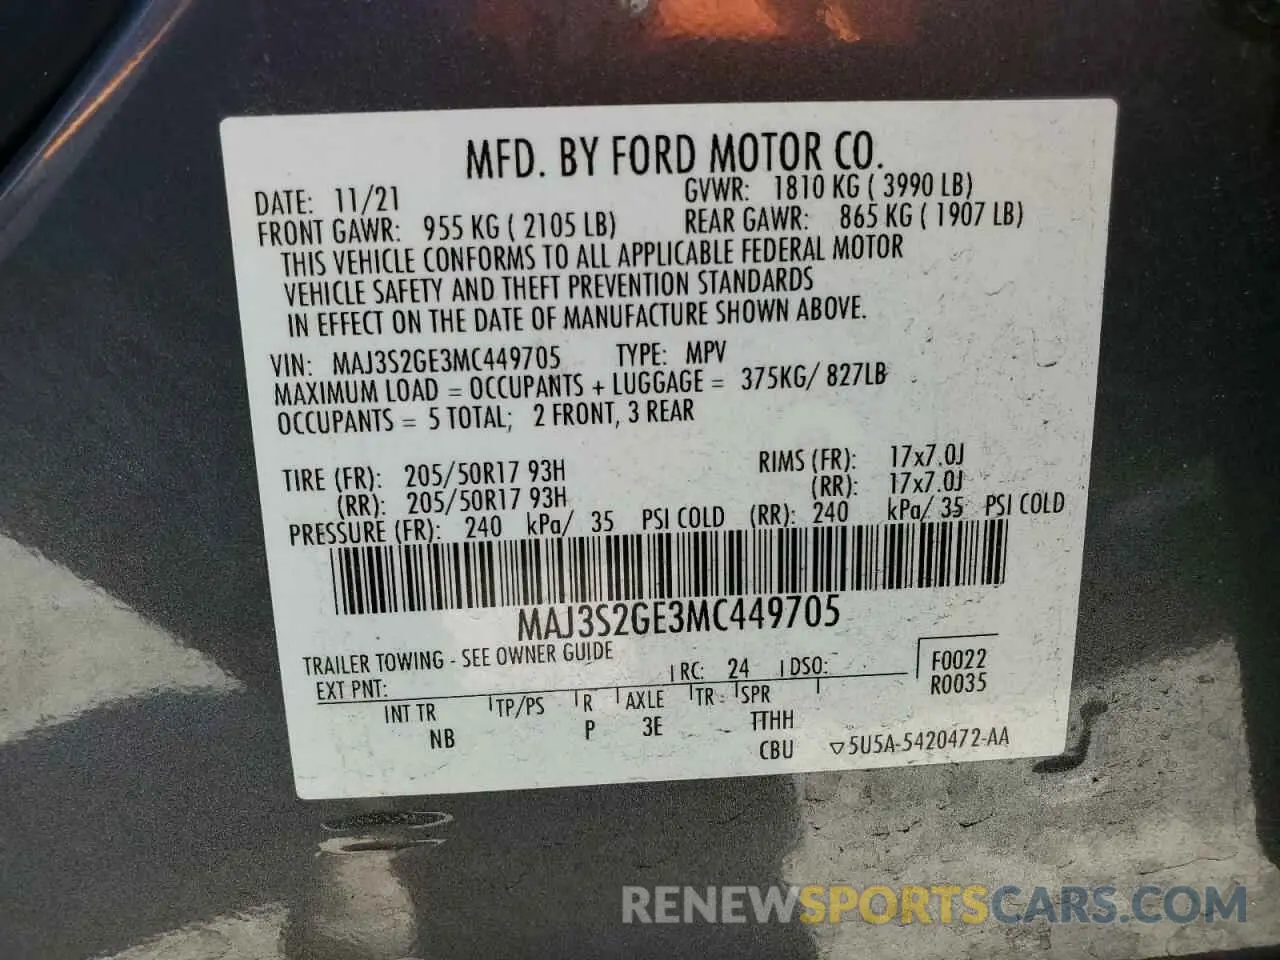 MFD. BY FORD MOTOR CO.
DATE: 11/21 GVWR: 1810 KG ( 3990 LB)
FRONT GAWR: 955 KG ( 2105 LB) REAR GAWR: 865 KG ( 1907 LB)
THIS VEHICLE CONFORMS TO ALL APPLICABLE FEDERAL MOTOR
VEHICLE SAFETY AND THEFT PREVENTION STANDARDS
IN EFFECT ON THE DATE OF MANUFACTURE SHOWN ABOVE.
VIN: MAJ3S2GE3MC449705 TYPE: MPV
MAXIMUM LOAD = OCCUPANTS + LUGGAGE = 375KG/ 827LB
OCCUPANTS = 5 TOTAL; 2 FRONT, 3 REAR
TIRE (FR): 205/50R17 93H RIMS (FR): 17x7.0J
(RR): 205/50R17 93H (RR): 17x7.0J
PRESSURE (FR): 240 kPa/ 35 PSI COLD (RR): 240 kPa/ 35 PSI COLD
MAJ3S2GE3MC449705
TRAILER TOWING - SEE OWNER GUIDE
EXT PNT: RC: 24 DSO: F0022
INT TR TP/PS R AXLE TR SPR R0035
NB P 3E TTHH
CBU 5U5A-5420472-AA
RENEWSPORTSCARS.COM